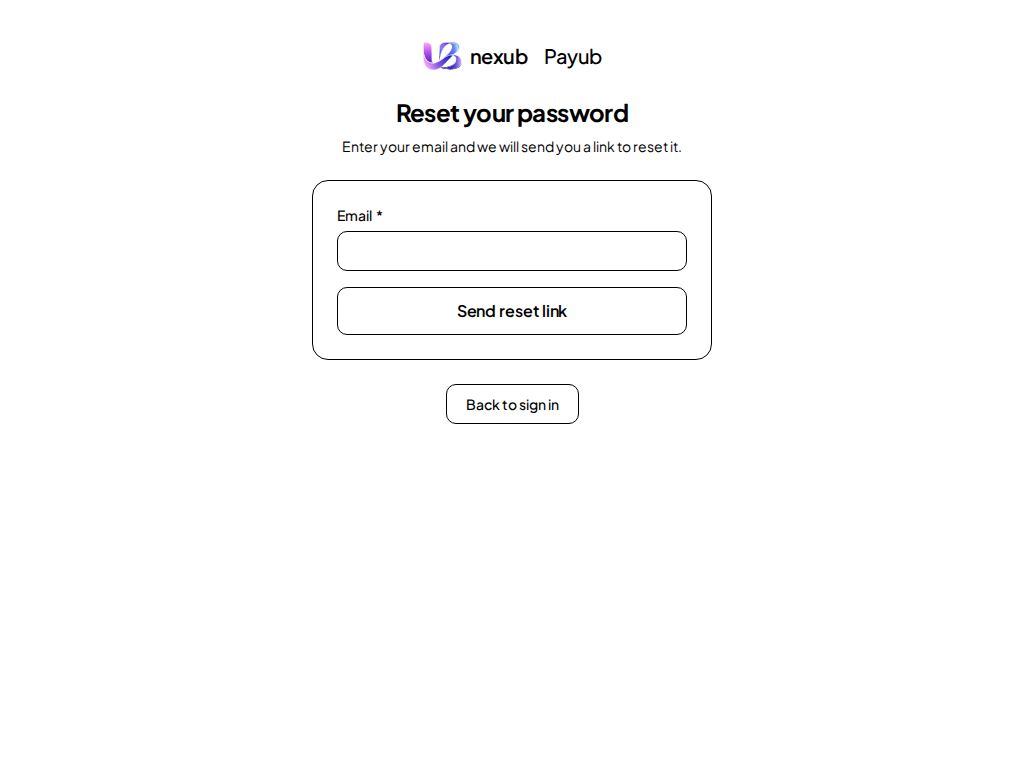 nexub Payub
Reset your password
Enter your email and we will send you a link to reset it.
Email *
Send reset link
Back to sign in